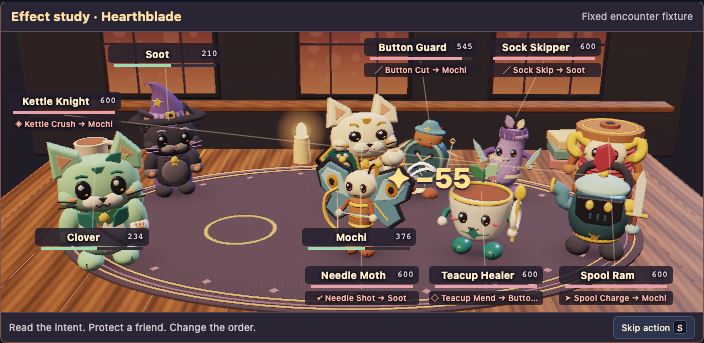 Effect study · Hearthblade
Fixed encounter fixture
Soot 210
Button Guard 545
Button Cut → Mochi
Sock Skipper 600
Sock Skip → Soot
Kettle Knight 600
Kettle Crush → Mochi
-55
Clover 234
Mochi 376
Needle Moth 600
Needle Shot → Soot
Teacup Healer 600
Teacup Mend → Butto...
Spool Ram 600
Spool Charge → Mochi
Read the intent. Protect a friend. Change the order.
Skip action S